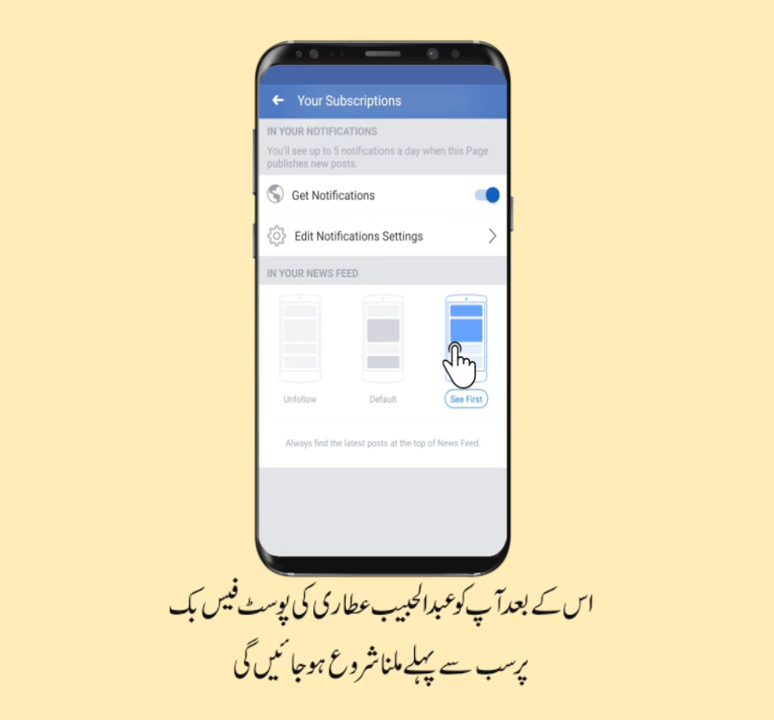 Your Subscriptions
IN YOUR NOTIFICATIONS
You'll see up to 5 notifications a day when this Page
publishes new posts.
Get Notifications
Edit Notifications Settings
IN YOUR NEWS FEED
Unfollow Default See First
Always find the latest posts at the top of News Feed.
اس کے بعد آپ کو عبدالحبیب عطاری کی پوسٹ فیس بک
پر سب سے پہلے ملنا شروع ہوجائیں گی